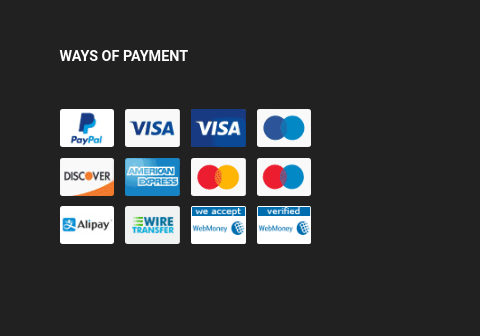 WAYS OF PAYMENT
PayPal
VISA
VISA
DISCOVER
AMERICAN
EXPRESS
Alipay
WIRE
TRANSFER
we accept
WebMoney
verified
WebMoney